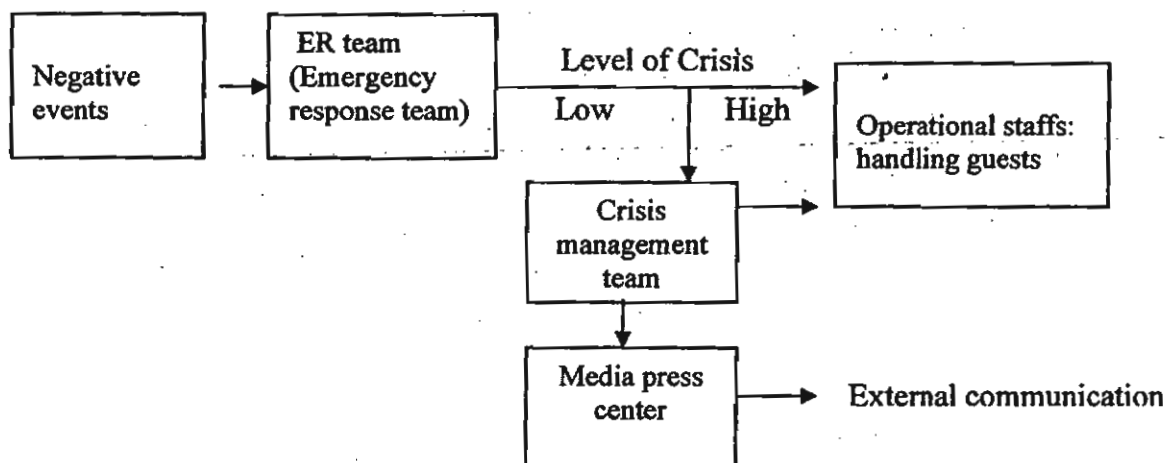 Negative
events
ER team
(Emergency
response team)
Level of Crisis
Low
High
Operational staffs:
handling guests
Crisis
management
team
Media press
center
External communication